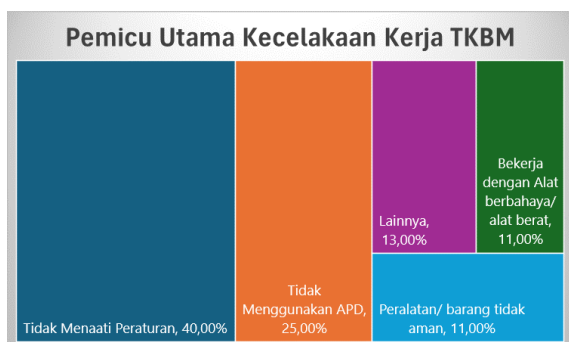 Pemicu Utama Kecelakaan Kerja TKBM
Tidak Menaati Peraturan, 40,00%
Tidak
Menggunakan APD,
25,00%
Lainnya,
13,00%
Bekerja
dengan Alat
berbahaya/
alat berat,
11,00%
Peralatan/ barang tidak
aman, 11,00%